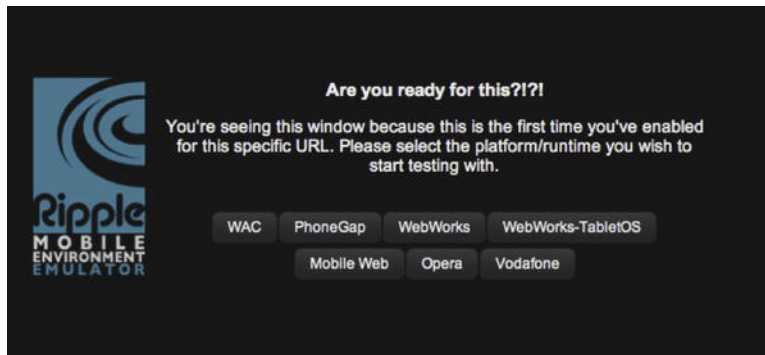 Are you ready for this?!?!
You're seeing this window because this is the first time you've enabled
for this specific URL. Please select the platform/runtime you wish to
start testing with.
Ripple
MOBILE
ENVIRONMENT
EMULATOR
WAC PhoneGap WebWorks WebWorks-TabletOS
Mobile Web Opera Vodafone